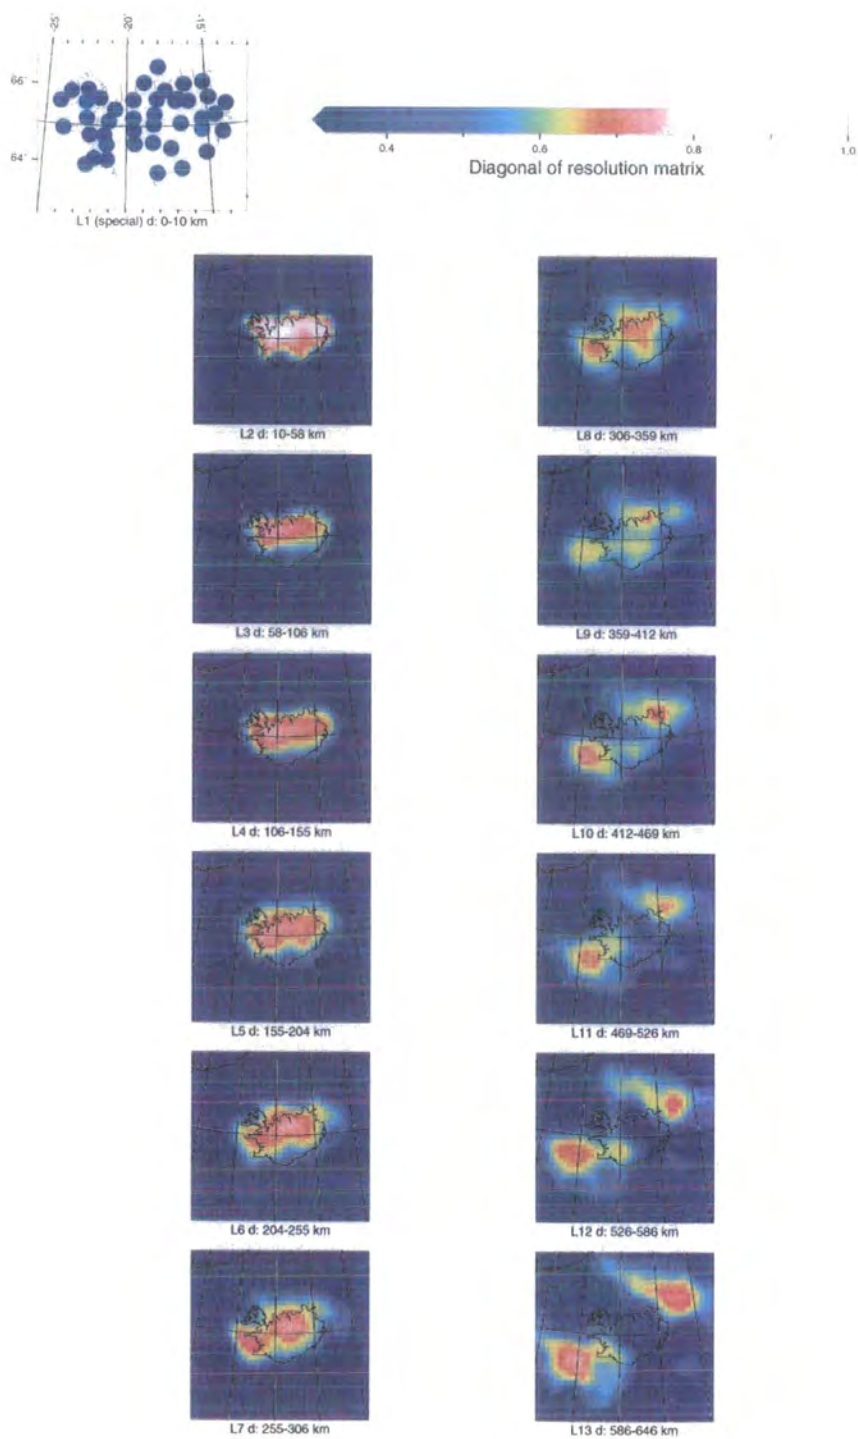 -25˚ -20˚ -15˚
66˚
64˚
L1 (special) d: 0-10 km
0.4 0.6 0.8 1.0
Diagonal of resolution matrix
L2 d: 10-58 km
L8 d: 306-359 km
L3 d: 58-106 km
L9 d: 359-412 km
L4 d: 106-155 km
L10 d: 412-469 km
L5 d: 155-204 km
L11 d: 469-526 km
L6 d: 204-255 km
L12 d: 526-586 km
L7 d: 255-306 km
L13 d: 586-646 km